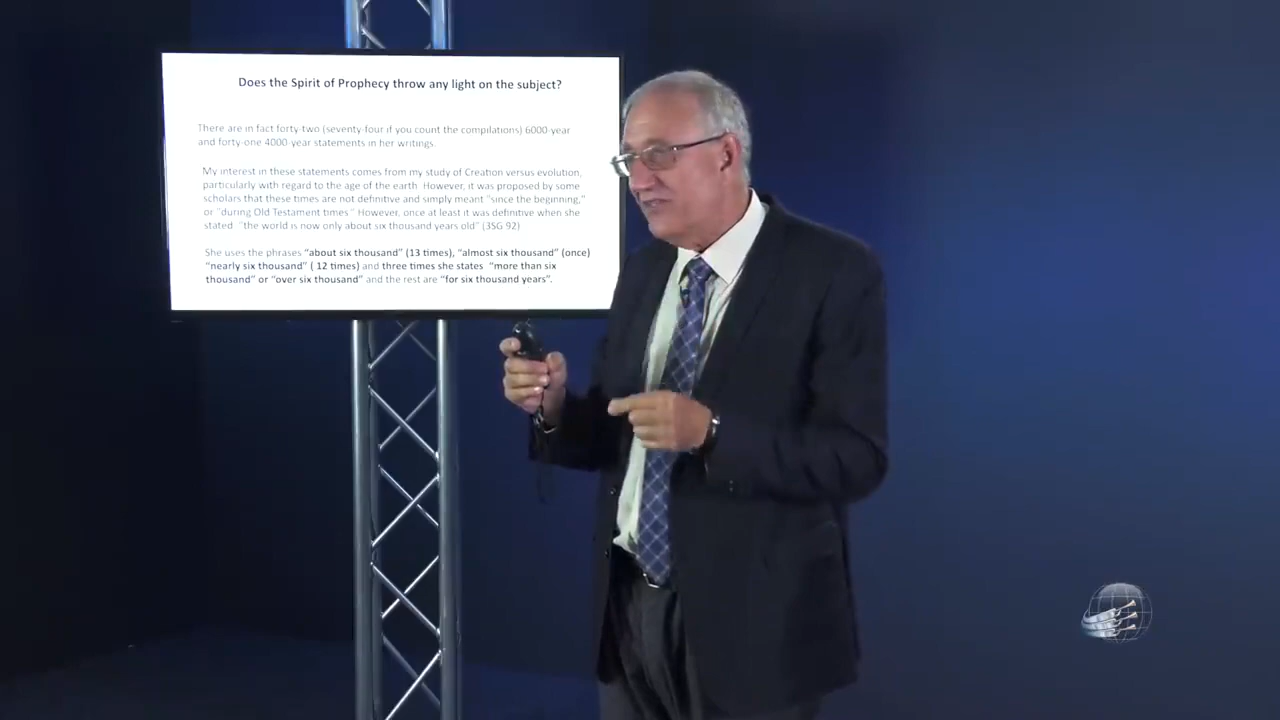 Does the Spirit of Prophecy throw any light on the subject?
There are in fact forty-two (seventy-four if you count the compilations) 6000-year
and forty-one 4000-year statements in her writings.
My interest in these statements comes from my study of Creation versus evolution,
particularly with regard to the age of the earth. However, it was proposed by some
scholars that these times are not definitive and simply meant "since the beginning,"
or "during Old Testament times." However, once at least it was definitive when she
stated "the world is now only about six thousand years old" (3SG 92)
She uses the phrases "about six thousand" (13 times), "almost six thousand" (once)
"nearly six thousand" ( 12 times) and three times she states "more than six
thousand" or "over six thousand" and the rest are "for six thousand years".